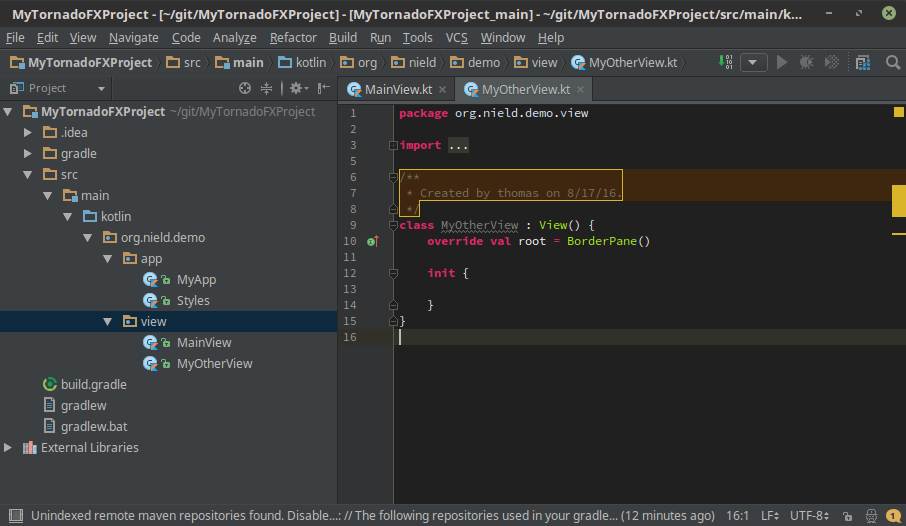 MyTornadoFXProject - [~/git/MyTornadoFXProject] - [MyTornadoFXProject_main] - ~/git/MyTornadoFXProject/src/main/k...
File Edit View Navigate Code Analyze Refactor Build Run Tools VCS Window Help
MyTornadoFXProject src main kotlin org nield demo view MyOtherView.kt
Project
MainView.kt MyOtherView.kt
MyTornadoFXProject ~/git/MyTornadoFXProject
.idea
gradle
src
main
kotlin
org.nield.demo
app
MyApp
Styles
view
MainView
MyOtherView
build.gradle
gradlew
gradlew.bat
External Libraries
1 package org.nield.demo.view
2
3 import ...
5
6 /**
7 * Created by thomas on 8/17/16.
8 */
9 class MyOtherView : View() {
10 override val root = BorderPane()
11
12 init {
13
14 }
15 }
16
Unindexed remote maven repositories found. Disable...: // The following repositories used in your gradle... (12 minutes ago) 16:1 LF UTF-8 1